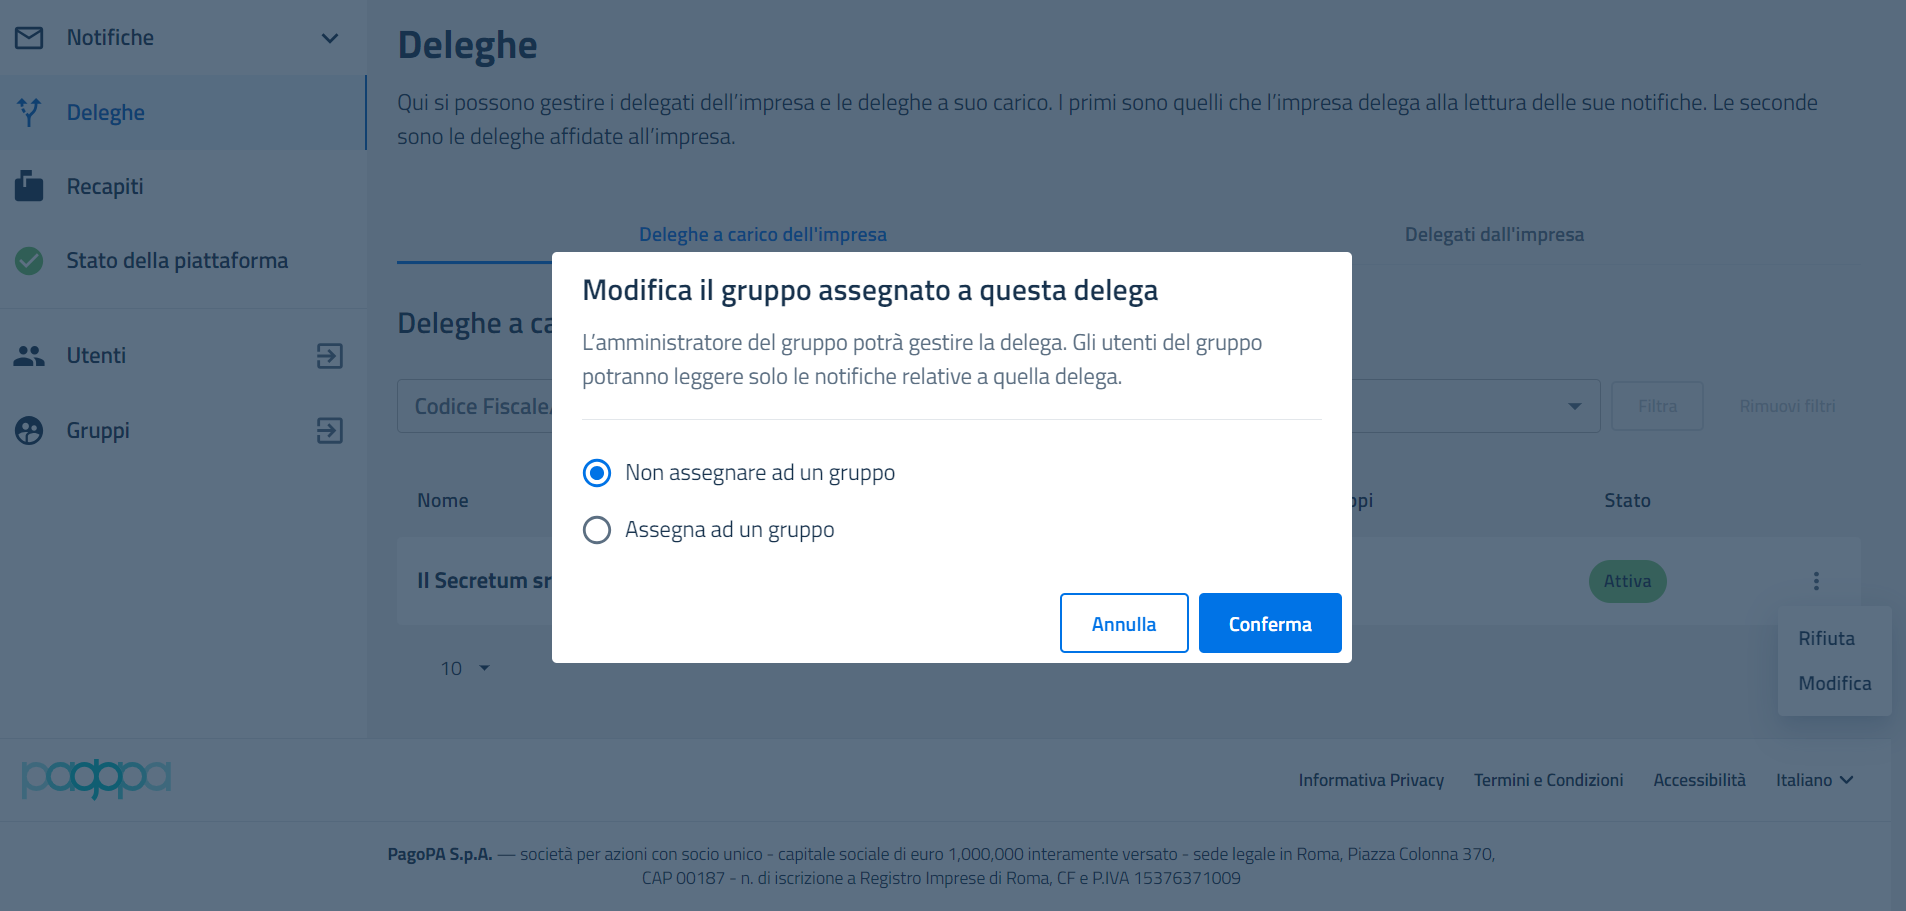 Notifiche
Deleghe
Recapiti
Stato della piattaforma
Utenti
Gruppi
Deleghe
Qui si possono gestire i delegati dell’impresa e le deleghe a suo carico. I primi sono quelli che l’impresa delega alla lettura delle sue notifiche. Le seconde
sono le deleghe affidate all’impresa.
Deleghe a carico dell'impresa
Delegati dall'impresa
Deleghe a
Codice Fiscale
Filtra
Rimuovi filtri
Nome
Stato
Il Secretum
Attiva
10
Rifiuta
Modifica
Modifica il gruppo assegnato a questa delega
L’amministratore del gruppo potrà gestire la delega. Gli utenti del gruppo
potranno leggere solo le notifiche relative a quella delega.
Non assegnare ad un gruppo
Assegna ad un gruppo
Annulla
Conferma
pagopa
Informativa Privacy
Termini e Condizioni
Accessibilità
Italiano
PagoPA S.p.A. — società per azioni con socio unico - capitale sociale di euro 1,000,000 interamente versato - sede legale in Roma, Piazza Colonna 370,
CAP 00187 - n. di iscrizione a Registro Imprese di Roma, CF e P.IVA 15376371009